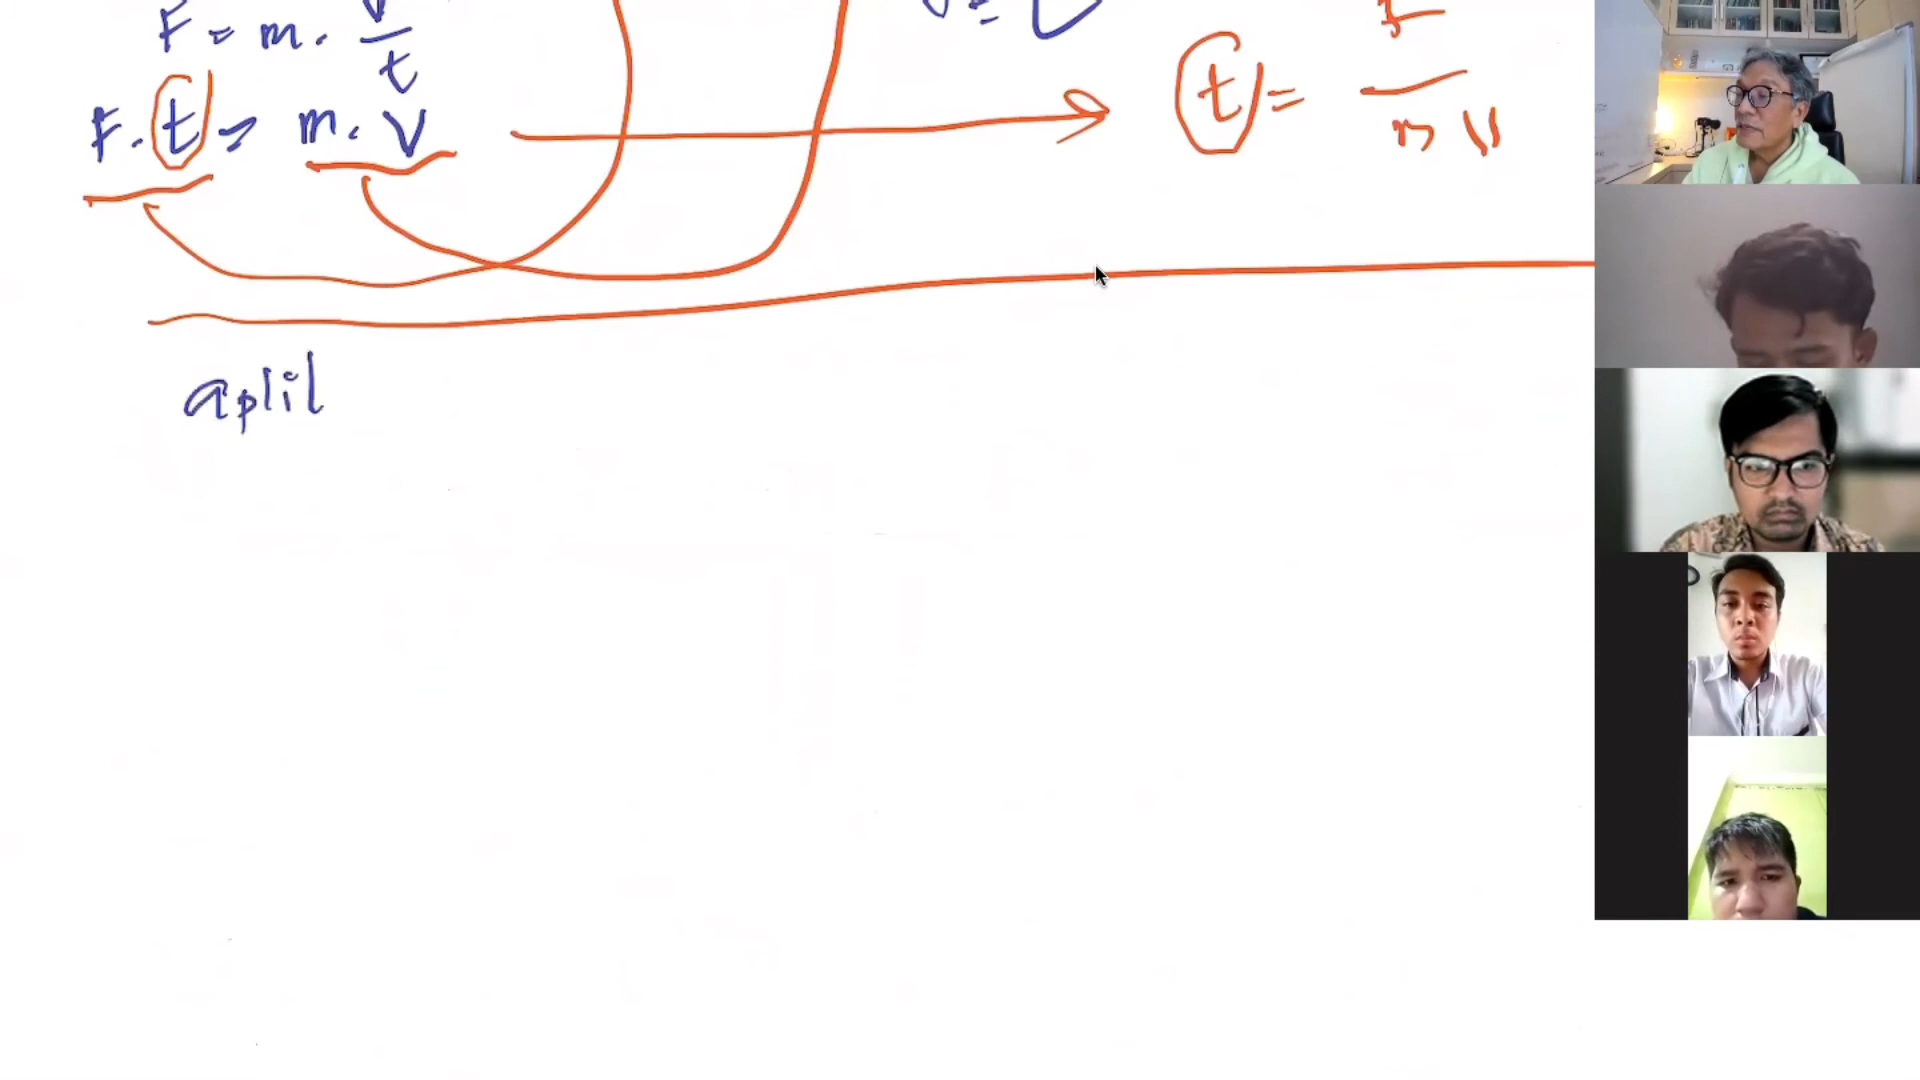 F = m . V / t
F . t = m . V
t = F / m V
aplil